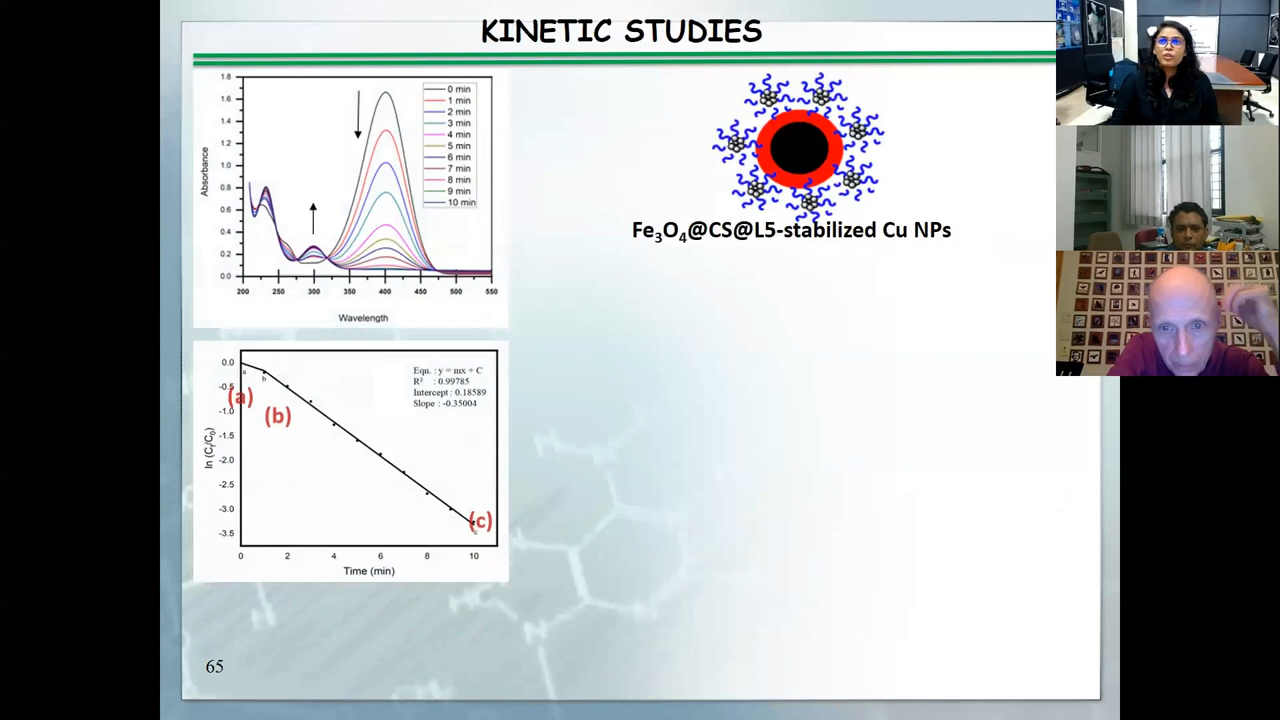 KINETIC STUDIES
1.8
1.6
1.4
1.2
1.0
0.8
0.6
0.4
0.2
0.0
Absorbance
200 250 300 350 400 450 500 550
Wavelength
0 min
1 min
2 min
3 min
4 min
5 min
6 min
7 min
8 min
9 min
10 min
Fe3O4@CS@L5-stabilized Cu NPs
0.0
-0.5
-1.0
-1.5
-2.0
-2.5
-3.0
-3.5
ln (Ct/C0)
a
b
(a)
(b)
(c)
Equn. : y = mx + C
R² : 0.99785
Intercept : 0.18589
Slope : -0.35004
0 2 4 6 8 10
Time (min)
65